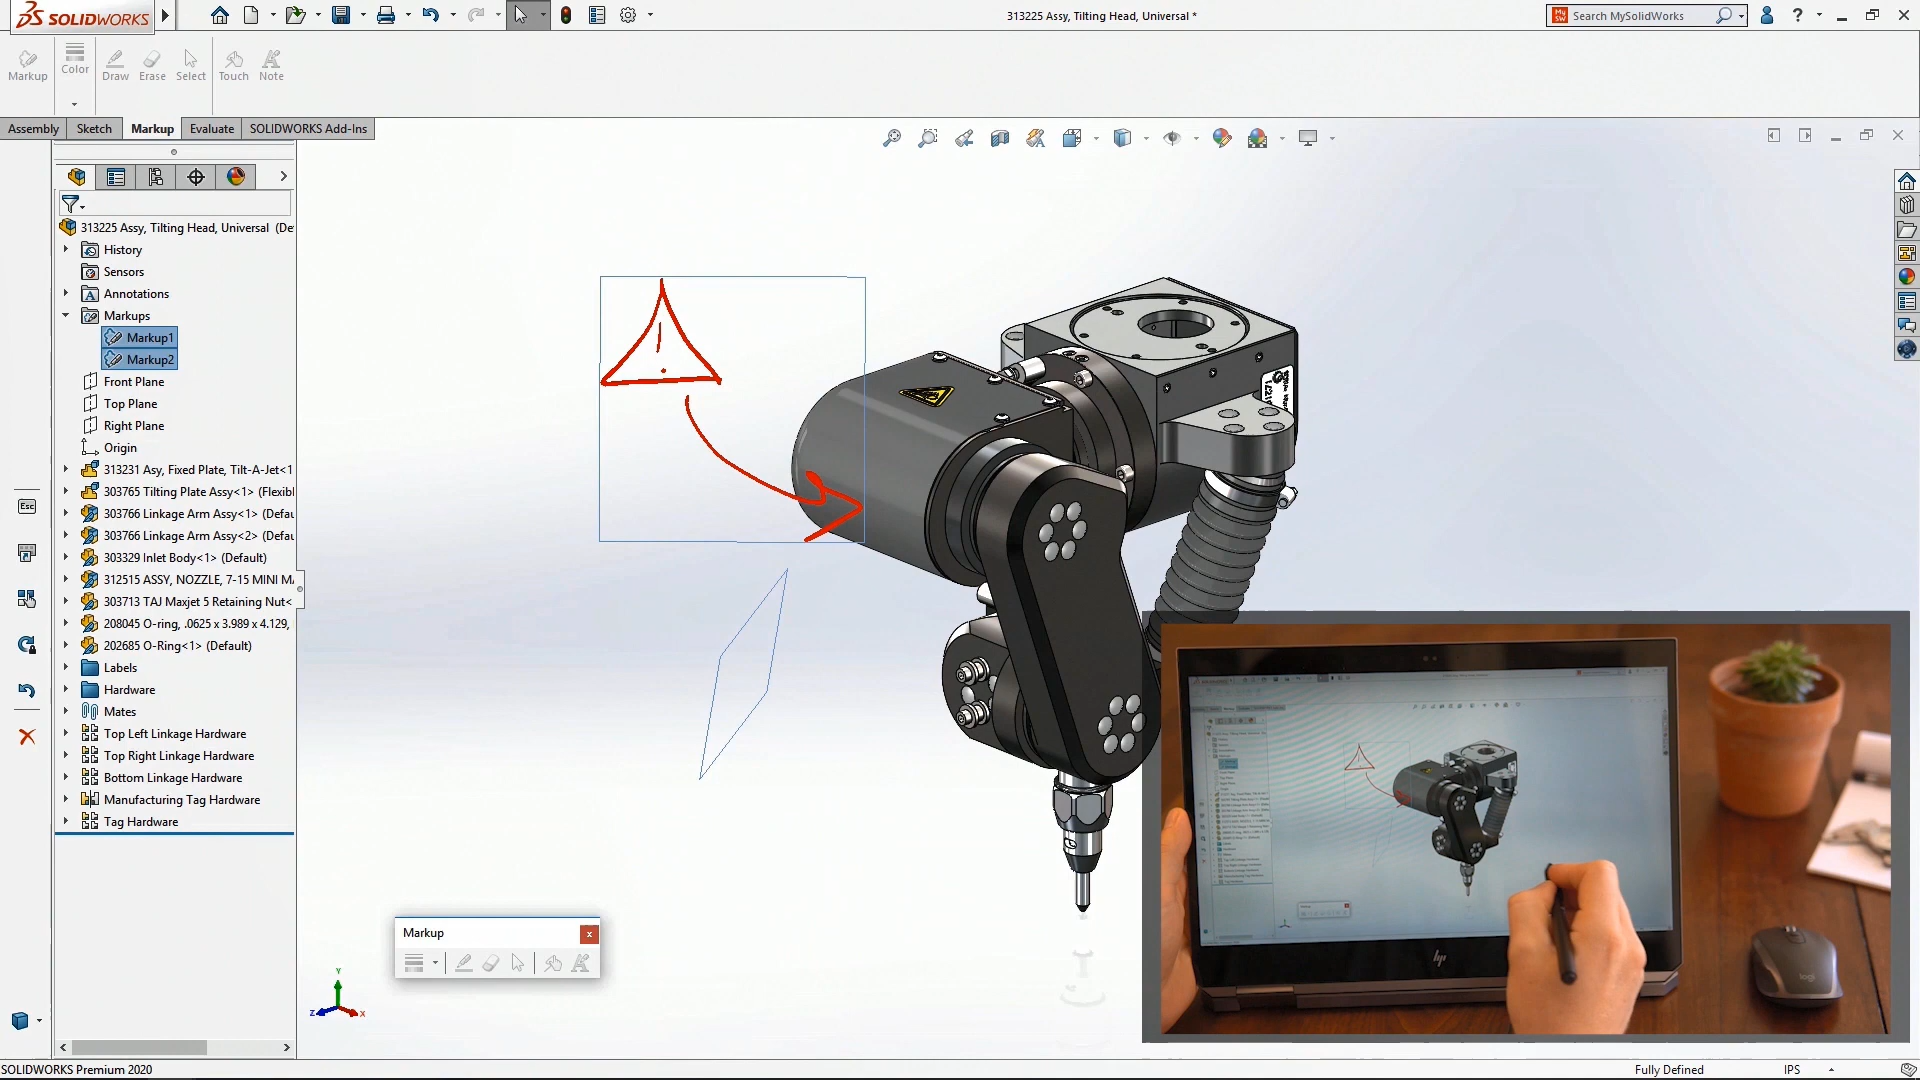 SOLIDWORKS
313225 Assy, Tilting Head, Universal *
Search MySolidWorks
?
Markup
Color
Draw
Erase
Select
Touch
Note
Assembly
Sketch
Markup
Evaluate
SOLIDWORKS Add-Ins
313225 Assy, Tilting Head, Universal (De
History
Sensors
Annotations
Markups
Markup1
Markup2
Front Plane
Top Plane
Right Plane
Origin
313231 Asy, Fixed Plate, Tilt-A-Jet<1
303765 Tilting Plate Assy<1> (Flexibl
303766 Linkage Arm Assy<1> (Defau
303766 Linkage Arm Assy<2> (Defau
303329 Inlet Body<1> (Default)
312515 ASSY, NOZZLE, 7-15 MINI M
303713 TAJ Maxjet 5 Retaining Nut<
208045 O-ring, .0625 x 3.989 x 4.129,
202685 O-Ring<1> (Default)
Labels
Hardware
Mates
Top Left Linkage Hardware
Top Right Linkage Hardware
Bottom Linkage Hardware
Manufacturing Tag Hardware
Tag Hardware
Esc
Markup
x
Y
Z
X
hp
logi
SOLIDWORKS Premium 2020
Fully Defined
IPS